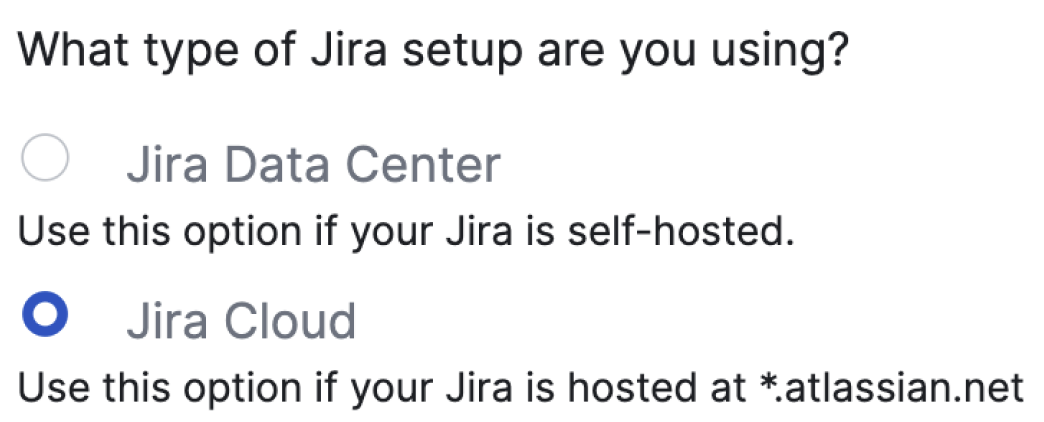 What type of Jira setup are you using?
Jira Data Center
Use this option if your Jira is self-hosted.
Jira Cloud
Use this option if your Jira is hosted at *.atlassian.net